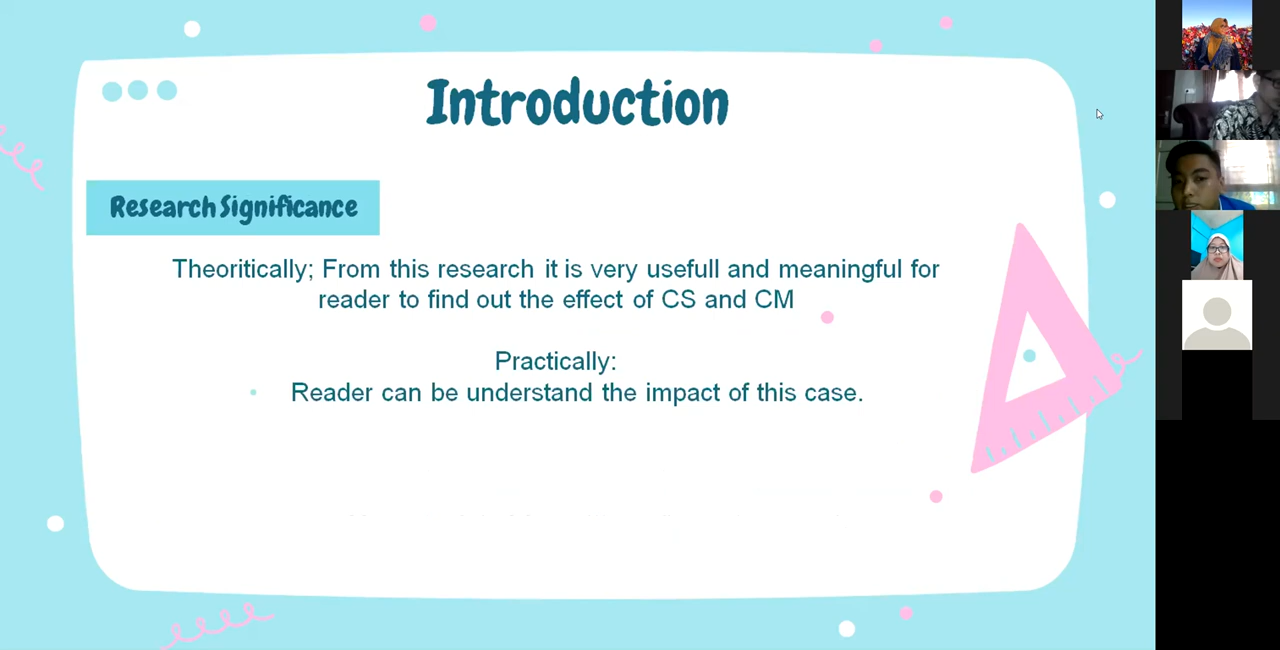 Introduction
Research Significance
Theoritically; From this research it is very usefull and meaningful for
reader to find out the effect of CS and CM
Practically:
• Reader can be understand the impact of this case.